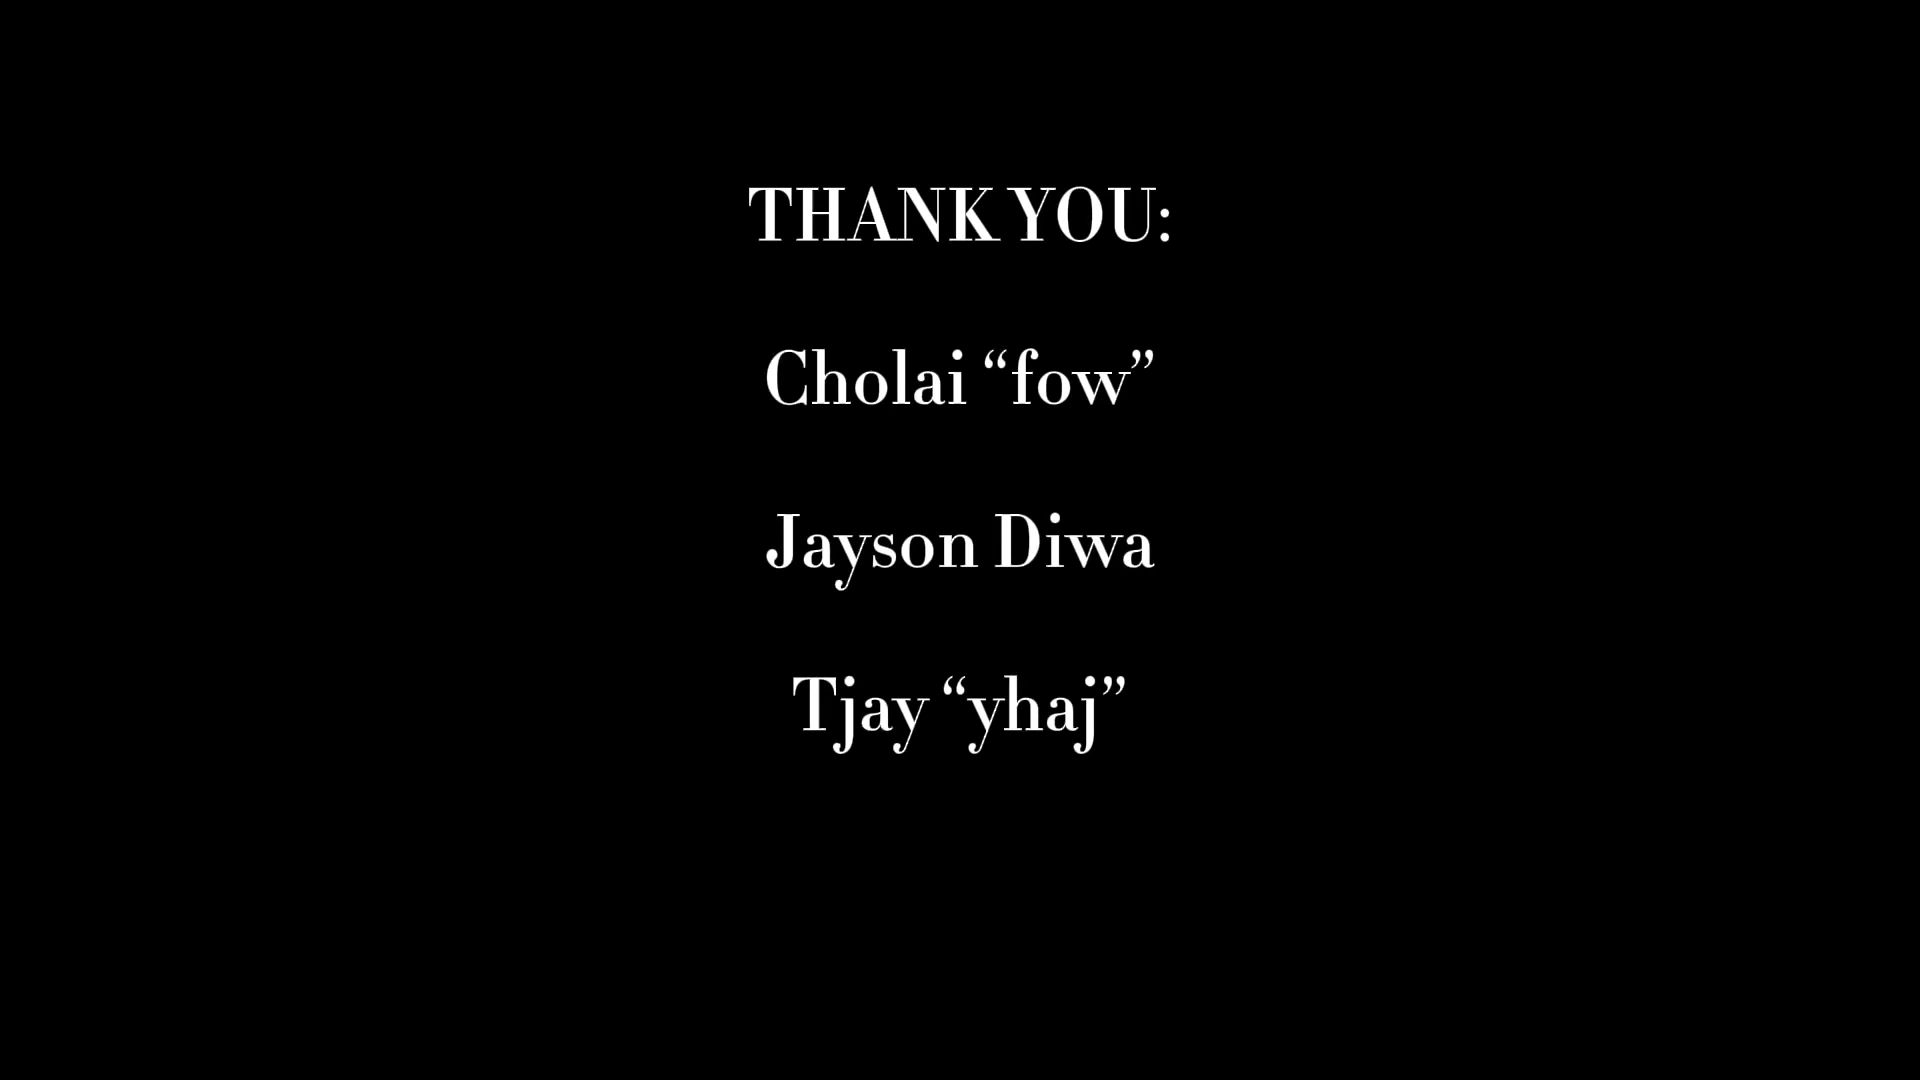 THANK YOU:
Cholai “fow”
Jayson Diwa
Tjay “yhaj”